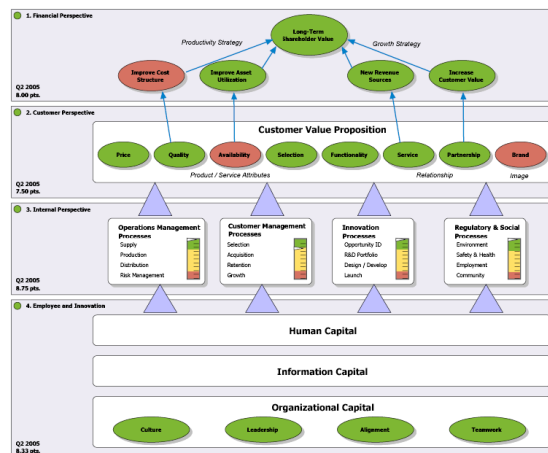 1. Financial Perspective
Long-Term
Shareholder Value
Productivity Strategy
Growth Strategy
Improve Cost
Structure
Improve Asset
Utilization
New Revenue
Sources
Increase
Customer Value
Q2 2005
8.00 pts.
2. Customer Perspective
Customer Value Proposition
Price
Quality
Availability
Selection
Functionality
Service
Partnership
Brand
Product / Service Attributes
Relationship
Image
Q2 2005
7.50 pts.
3. Internal Perspective
Operations Management
Processes
Supply
Production
Distribution
Risk Management
Customer Management
Processes
Selection
Acquisition
Retention
Growth
Innovation
Processes
Opportunity ID
R&D Portfolio
Design / Develop
Launch
Regulatory & Social
Processes
Environment
Safety & Health
Employment
Community
Q2 2005
8.75 pts.
4. Employee and Innovation
Human Capital
Information Capital
Organizational Capital
Culture
Leadership
Alignment
Teamwork
Q2 2005
8.33 pts.